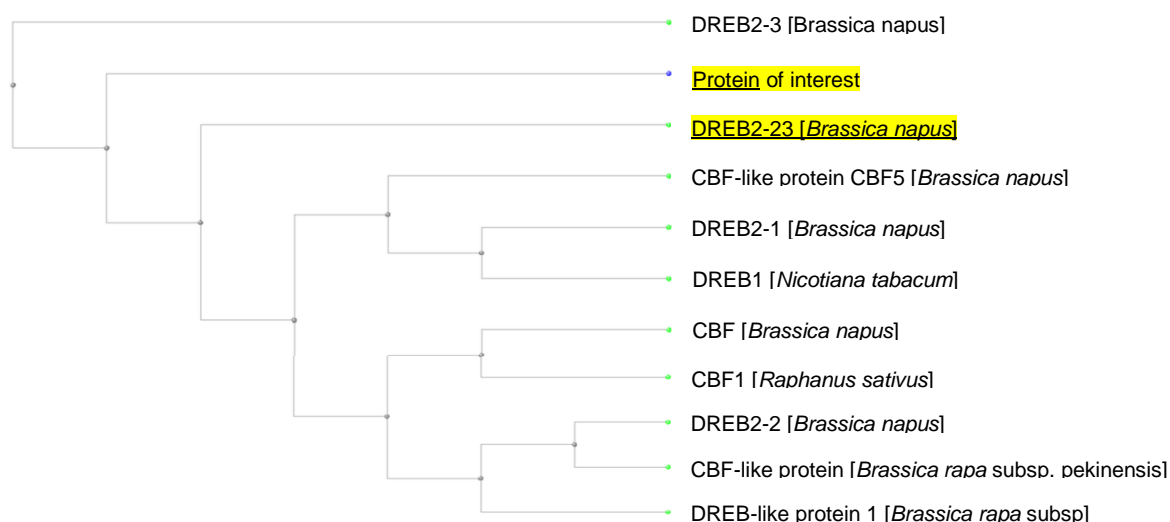 DREB2-3 [Brassica napus]
Protein of interest
DREB2-23 [Brassica napus]
CBF-like protein CBF5 [Brassica napus]
DREB2-1 [Brassica napus]
DREB1 [Nicotiana tabacum]
CBF [Brassica napus]
CBF1 [Raphanus sativus]
DREB2-2 [Brassica napus]
CBF-like protein [Brassica rapa subsp. pekinensis]
DREB-like protein 1 [Brassica rapa subsp]